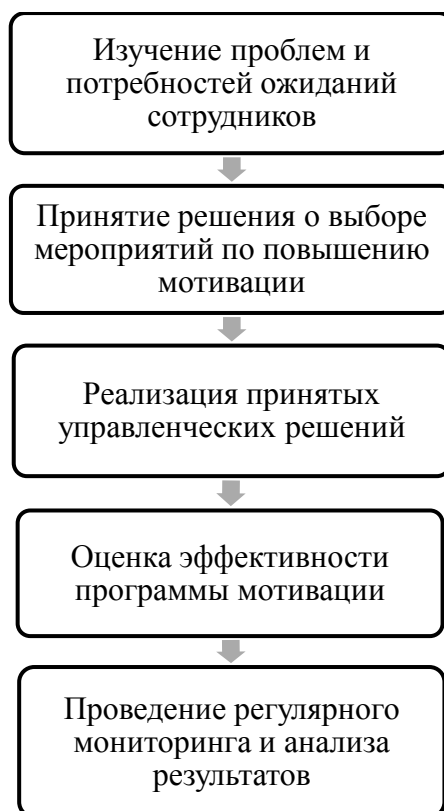 Изучение проблем и
потребностей ожиданий
сотрудников
Принятие решения о выборе
мероприятий по повышению
мотивации
Реализация принятых
управленческих решений
Оценка эффективности
программы мотивации
Проведение регулярного
мониторинга и анализа
результатов